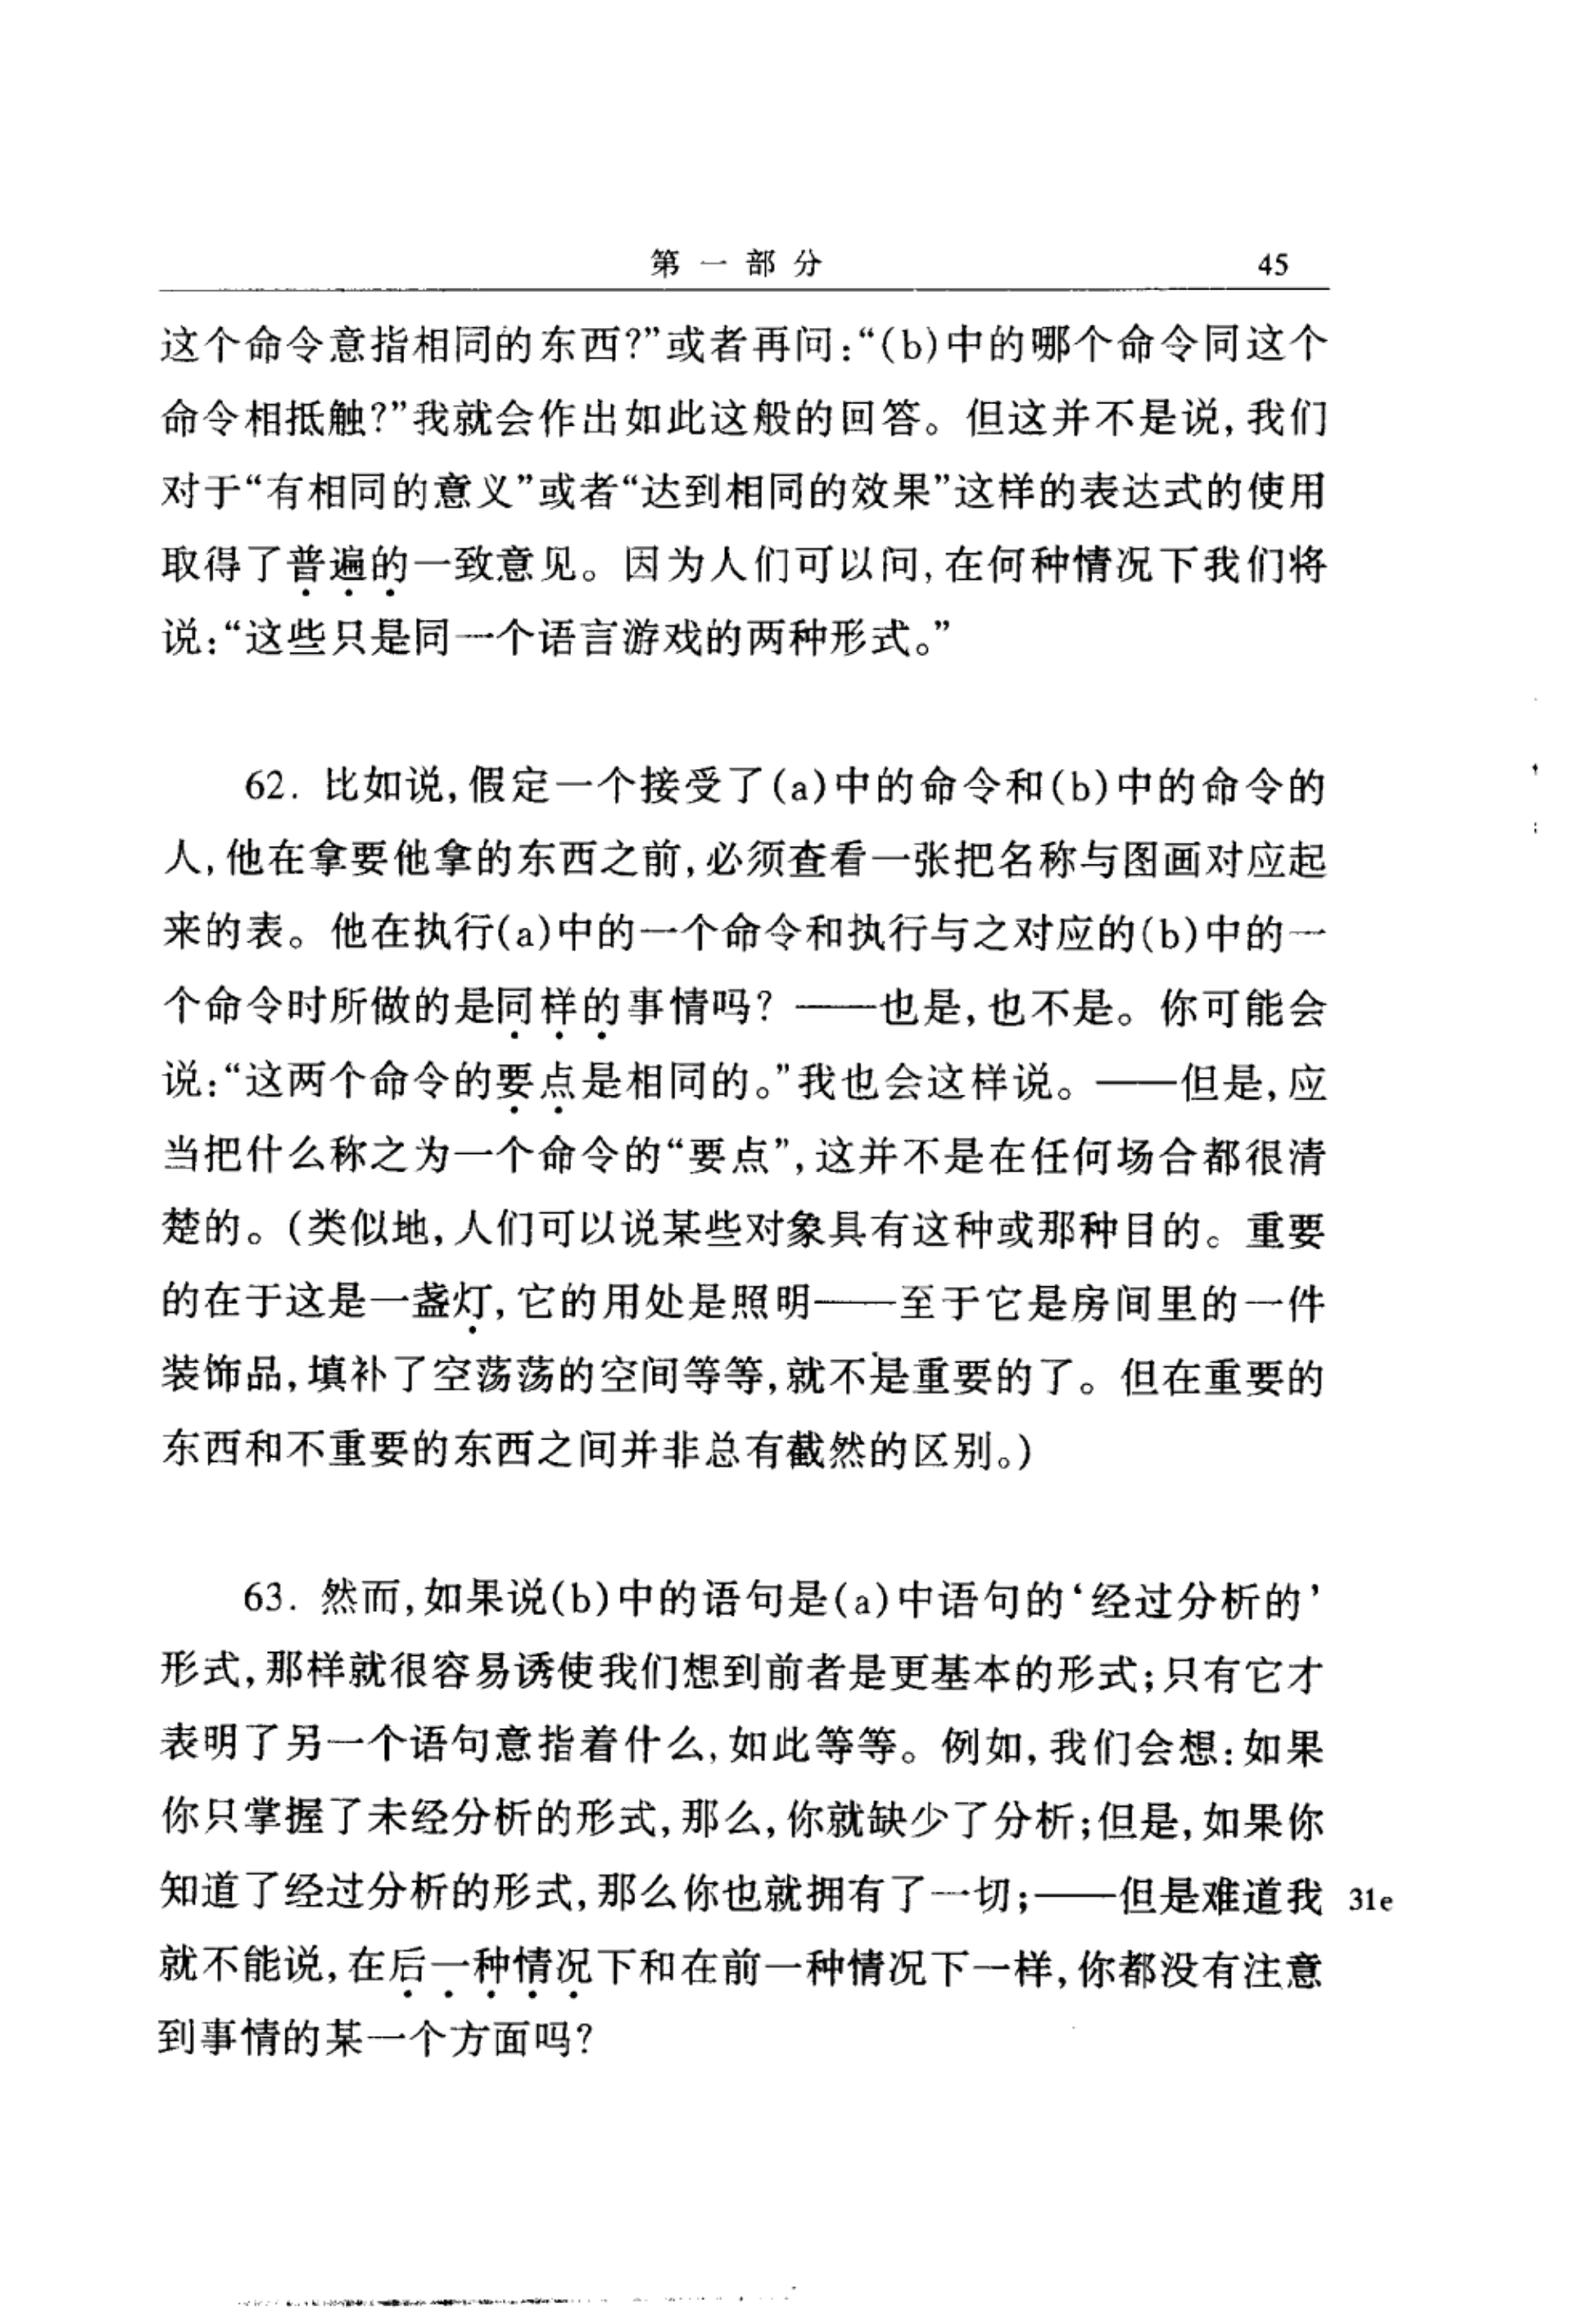 第一部分 45
这个命令意指相同的东西?”或者再问:“(b)中的哪个命令同这个
命令相抵触?”我就会作出如此这般的回答。但这并不是说,我们
对于“有相同的意义”或者“达到相同的效果”这样的表达式的使用
取得了普遍的一致意见。因为人们可以问,在何种情况下我们将
说:“这些只是同一个语言游戏的两种形式。”
62. 比如说,假定一个接受了(a)中的命令和(b)中的命令的
人,他在拿要他拿的东西之前,必须查看一张把名称与图画对应起
来的表。他在执行(a)中的一个命令和执行与之对应的(b)中的一
个命令时所做的是同样的事情吗? ——也是,也不是。你可能会
说:“这两个命令的要点是相同的。”我也会这样说。——但是,应
当把什么称之为一个命令的“要点”,这并不是在任何场合都很清
楚的。(类似地,人们可以说某些对象具有这种或那种目的。重要
的在于这是一盏灯,它的用处是照明——至于它是房间里的一件
装饰品,填补了空荡荡的空间等等,就不是重要的了。但在重要的
东西和不重要的东西之间并非总有截然的区别。)
63. 然而,如果说(b)中的语句是(a)中语句的‘经过分析的’
形式,那样就很容易诱使我们想到前者是更基本的形式;只有它才
表明了另一个语句意指着什么,如此等等。例如,我们会想:如果
你只掌握了未经分析的形式,那么,你就缺少了分析;但是,如果你
知道了经过分析的形式,那么你也就拥有了一切;——但是难道我 31e
就不能说,在后一种情况下和在前一种情况下一样,你都没有注意
到事情的某一个方面吗?